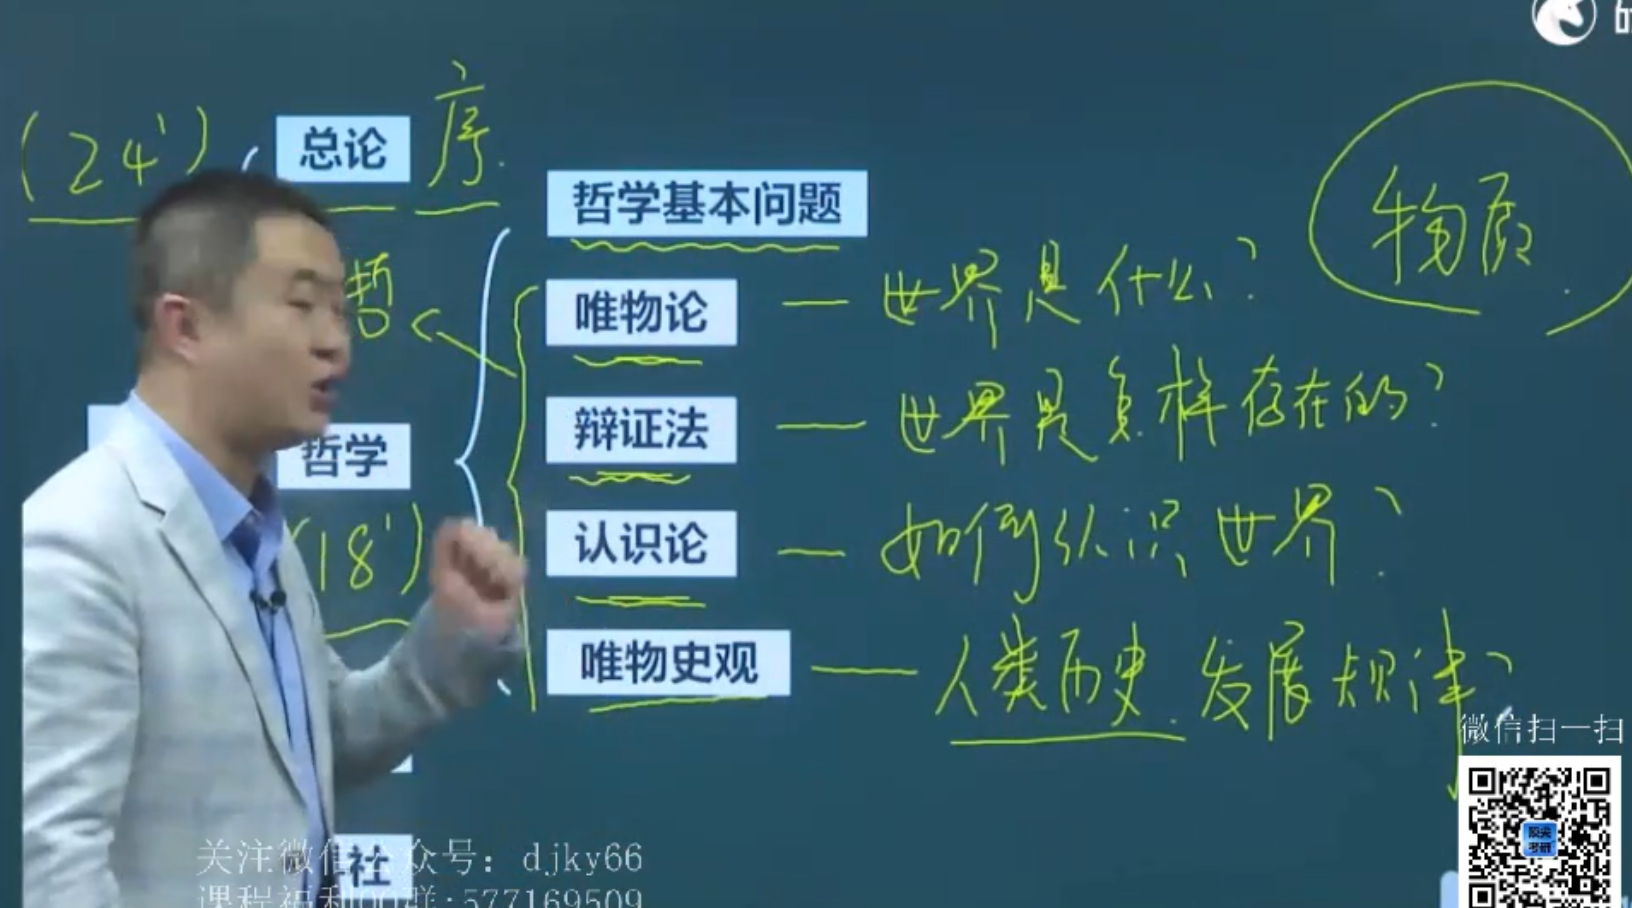 (24')
总论 序
哲学基本问题
物质
哲
唯物论 — 世界是什么?
辩证法 — 世界是怎样存在的?
哲学
(18')
认识论 — 如何认识世界?
唯物史观 — 人类历史发展规律?
微信扫一扫
顶尖
考研
社
关注微信公众号: djky66
课程福利QQ群:577169509